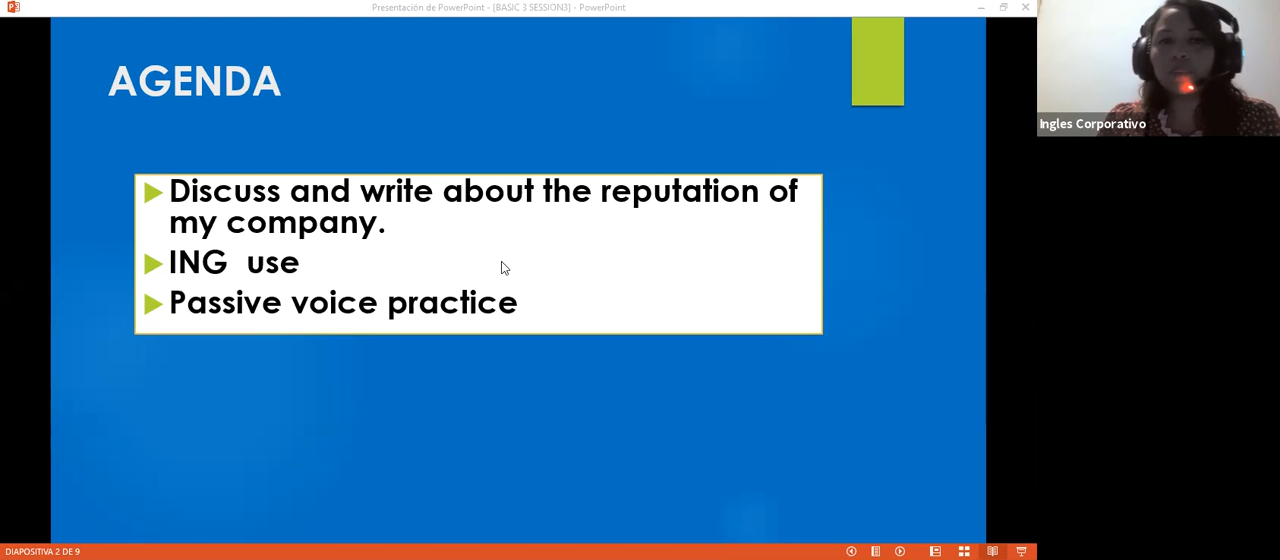 Presentación de PowerPoint - [BASIC 3 SESSION3] - PowerPoint
AGENDA
Discuss and write about the reputation of
my company.
ING use
Passive voice practice
Ingles Corporativo
DIAPOSITIVA 2 DE 9